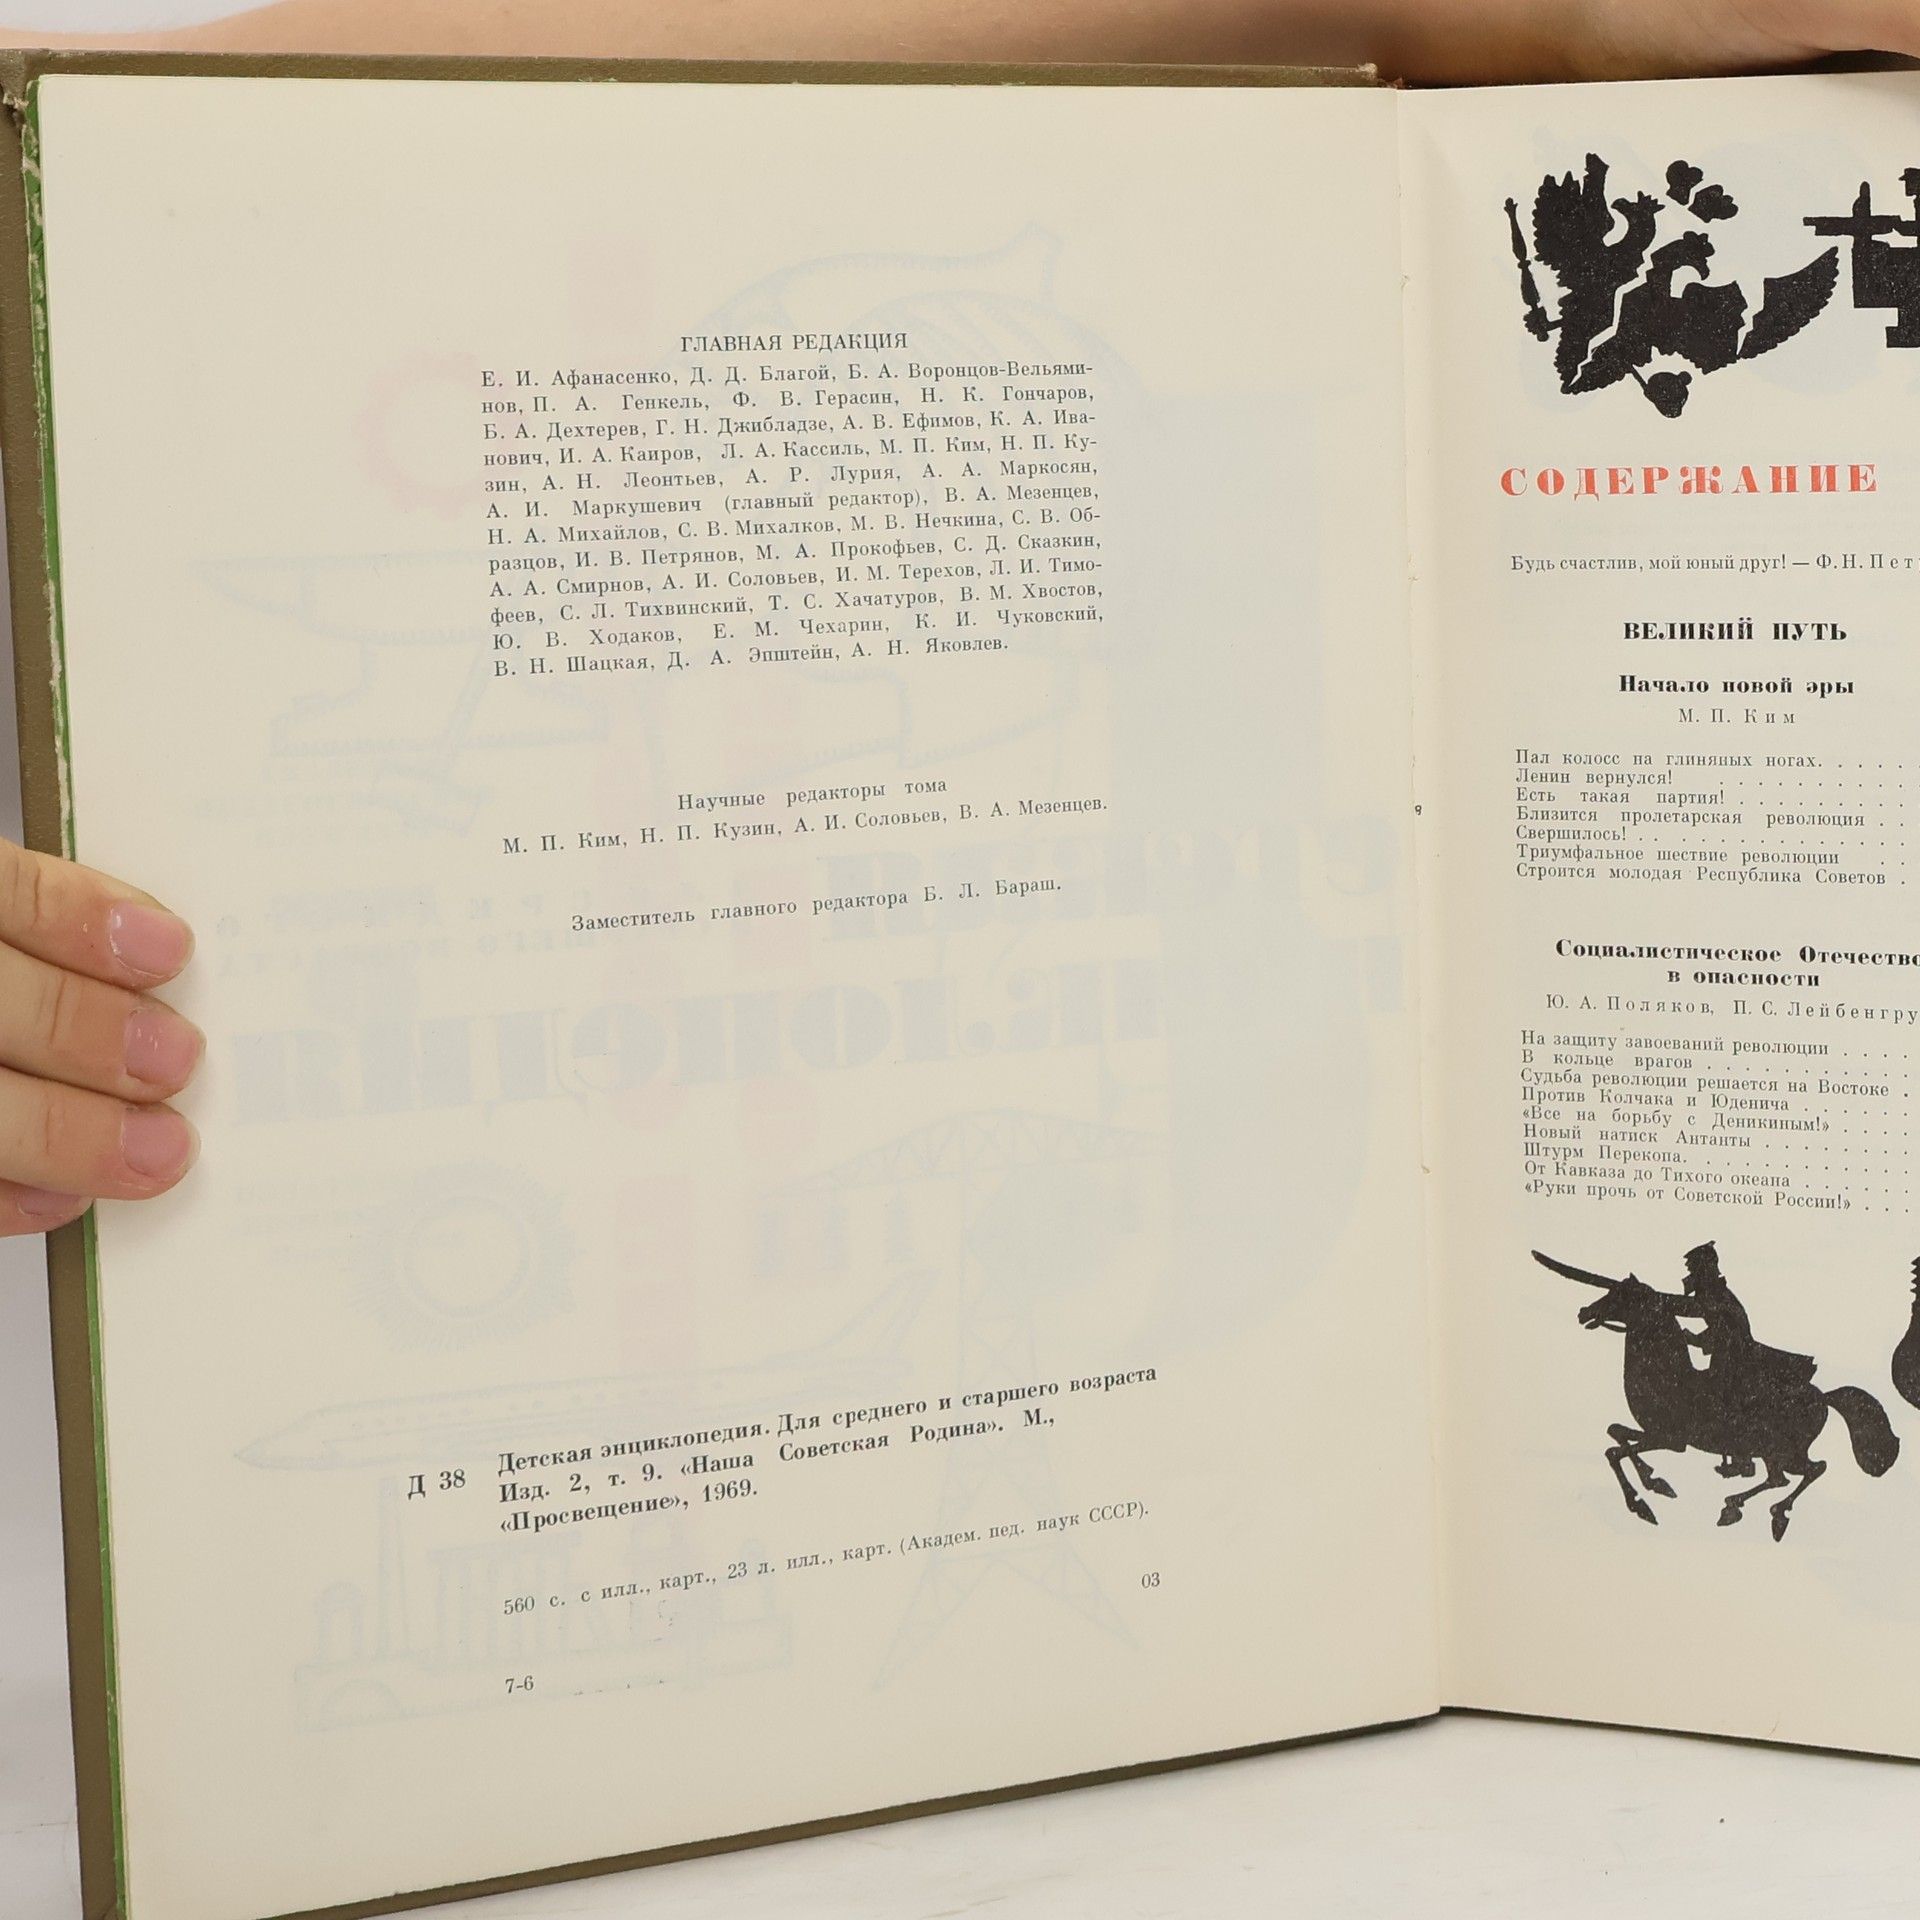 ГЛАВНАЯ РЕДАКЦИЯ
Е. И. Афанасенко, Д. Д. Благой, Б. А. Воронцов-Вельями-
нов, П. А. Генкель, Ф. В. Герасин, Н. К. Гончаров,
Б. А. Дехтерев, Г. Н. Джибладзе, А. В. Ефимов, К. А. Ива-
нович, И. А. Каиров, Л. А. Кассиль, М. П. Ким, Н. П. Ку-
зин, А. Н. Леонтьев, А. Р. Лурия, А. А. Маркосян,
А. И. Маркушевич (главный редактор), В. А. Мезенцев,
Н. А. Михайлов, С. В. Михалков, М. В. Нечкина, С. В. Об-
разцов, И. В. Петрянов, М. А. Прокофьев, С. Д. Сказкин,
А. А. Смирнов, А. И. Соловьев, И. М. Терехов, Л. И. Тимо-
феев, С. Л. Тихвинский, Т. С. Хачатуров, В. М. Хвостов,
Ю. В. Ходаков, Е. М. Чехарин, К. И. Чуковский,
В. Н. Шацкая, Д. А. Эпштейн, А. Н. Яковлев.
Научные редакторы тома
М. П. Ким, Н. П. Кузин, А. И. Соловьев, В. А. Мезенцев.
Заместитель главного редактора Б. Л. Бараш.
Детская энциклопедия. Для среднего и старшего возраста
Д 38 Изд. 2, т. 9. «Наша Советская Родина». М.,
«Просвещение», 1969.
560 с. с илл., карт., 23 л. илл., карт. (Академ. пед. наук СССР).
03
7-6
СОДЕРЖАНИЕ
Будь счастлив, мой юный друг! — Ф. Н. Пет
ВЕЛИКИЙ ПУТЬ
Начало новой эры
М. П. Ким
Пал колосс на глиняных ногах. . . . . .
Ленин вернулся! . . . . . . . . . .
Есть такая партия! . . . . . . . . .
Близится пролетарская революция . .
Свершилось! . . . . . . . . . . . .
Триумфальное шествие революции . .
Строится молодая Республика Советов .
Социалистическое Отечество
в опасности
Ю. А. Поляков, П. С. Лейбенгру
На защиту завоеваний революции . . . .
В кольце врагов . . . . . . . . . . .
Судьба революции решается на Востоке .
Против Колчака и Юденича . . . . . .
«Все на борьбу с Деникиным!» . . . .
Новый натиск Антанты . . . . . . . .
Штурм Перекопа. . . . . . . . . . .
От Кавказа до Тихого океана . . . . . .
«Руки прочь от Советской России!» . . .